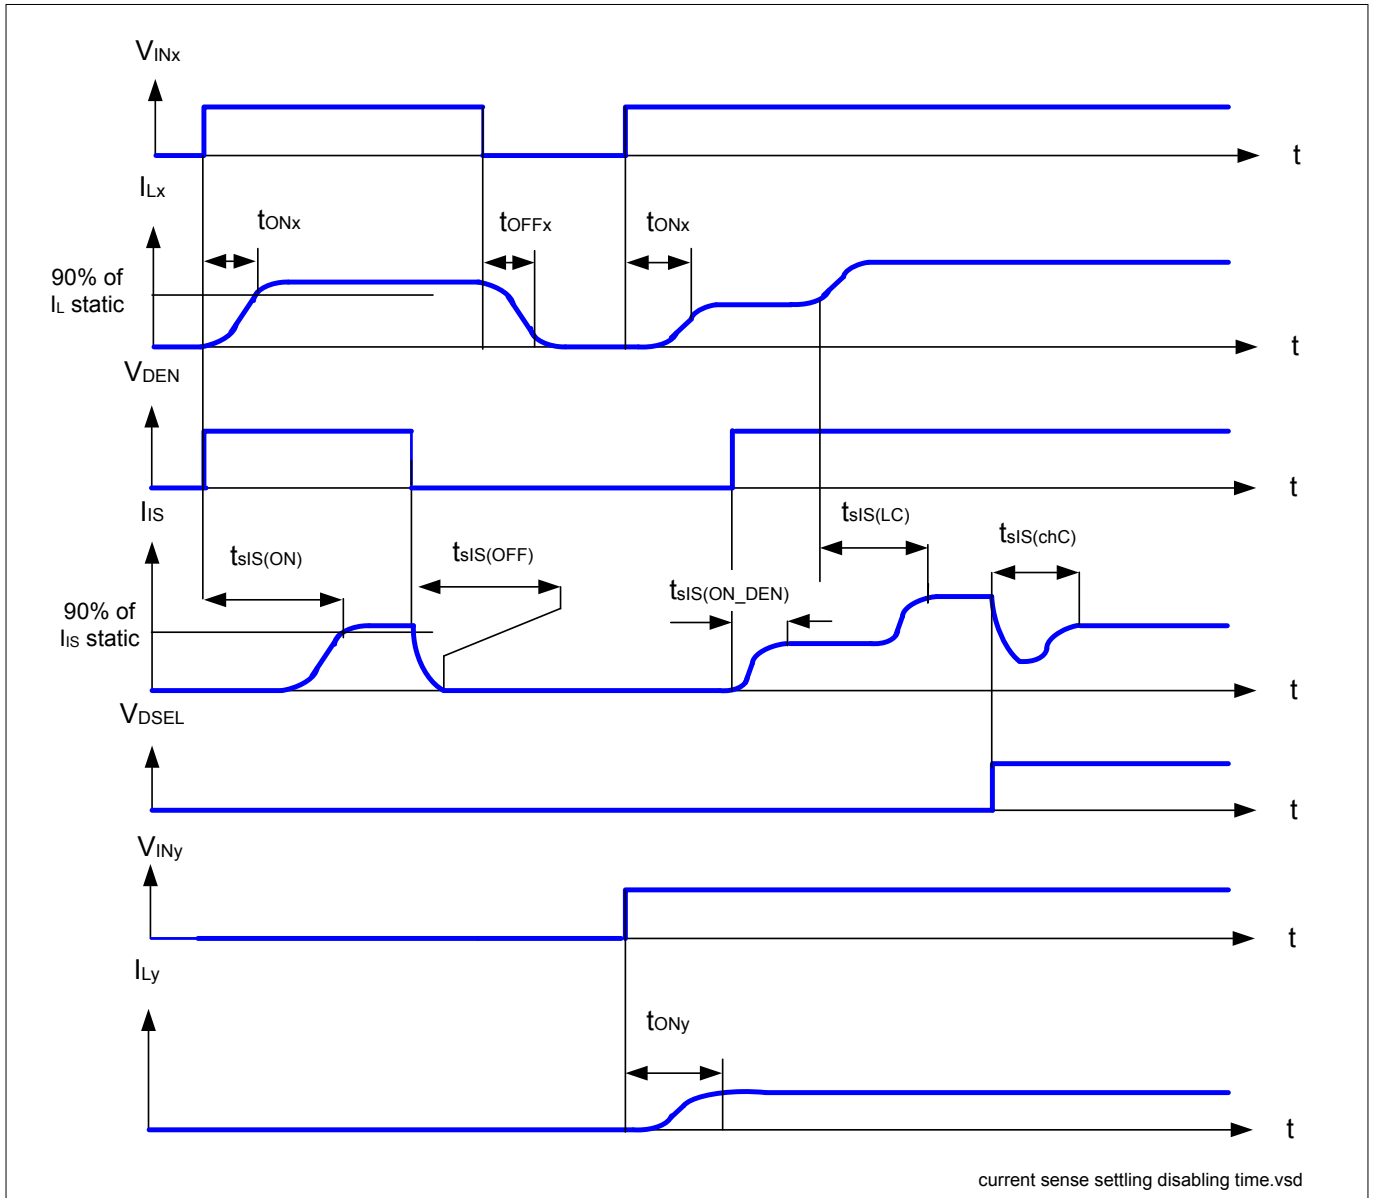 VINx
t
ILx
tONx
tOFFx
tONx
90% of
IL static
t
VDEN
t
IIS
tsIS(ON)
tsIS(OFF)
tsIS(LC)
tsIS(chC)
tsIS(ON_DEN)
90% of
IIS static
t
VDSEL
t
VINy
t
ILy
tONy
t
current sense settling disabling time.vsd